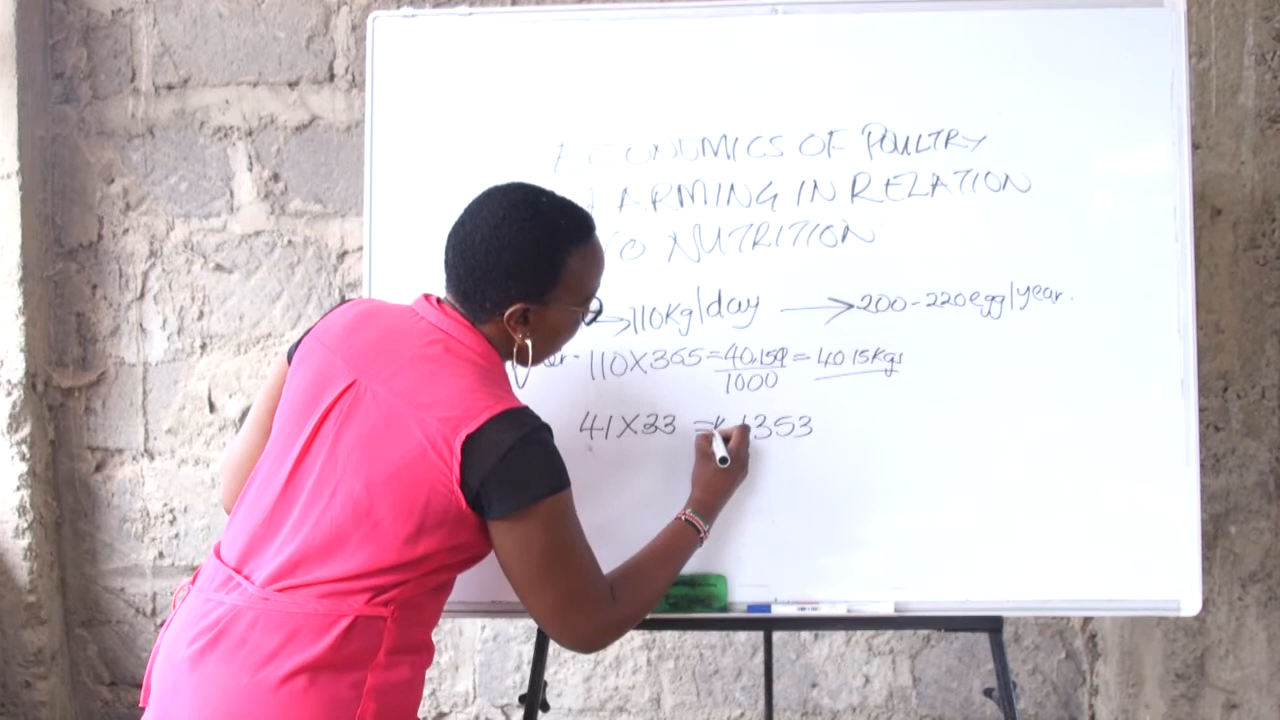 ECONOMICS OF POULTRY
FARMING IN RELATION
TO NUTRITION
→110Kg/day → 200-220egg/year.
110X365=40,150/1000 = 40.15Kgs
41X33 = 1353